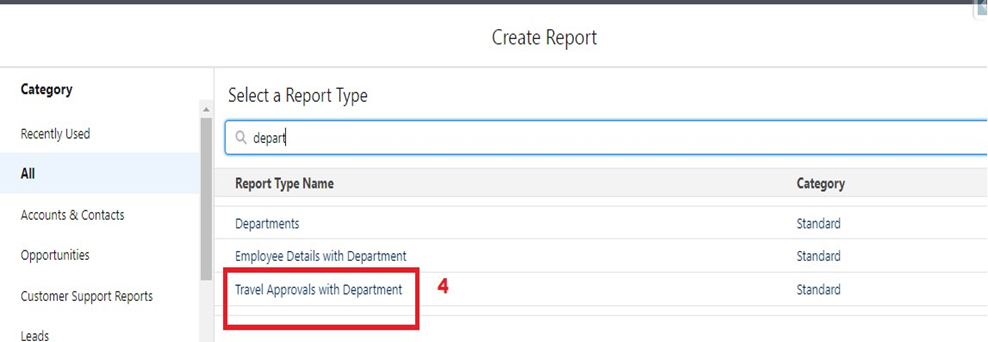 Create Report
Category
Recently Used
All
Accounts & Contacts
Opportunities
Customer Support Reports
Leads
Select a Report Type
depart
Report Type Name Category
Departments Standard
Employee Details with Department Standard
Travel Approvals with Department Standard
4